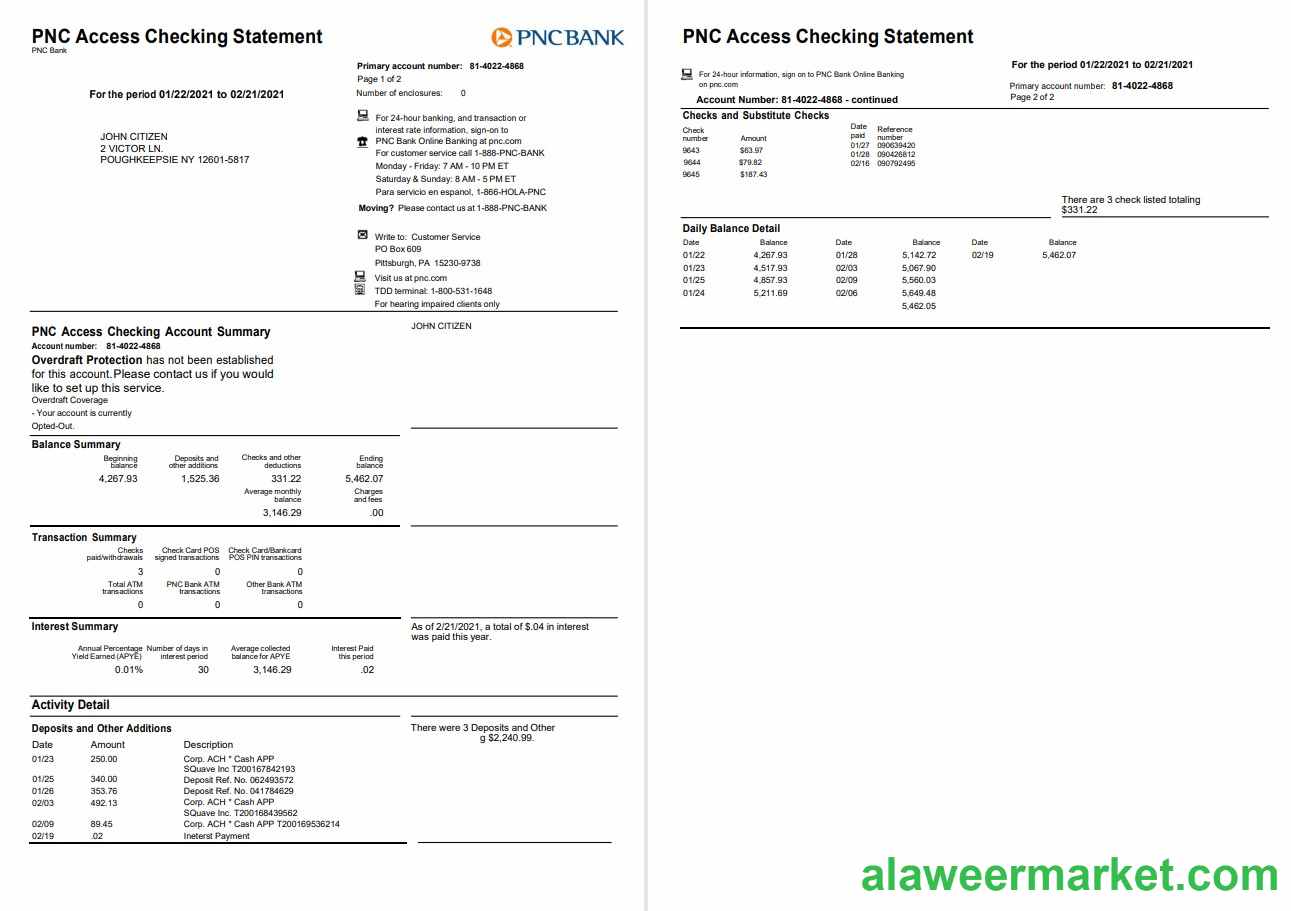 PNC Access Checking Statement
PNC Bank
PNC BANK
Primary account number: 81-4022-4868
Page 1 of 2
For the period 01/22/2021 to 02/21/2021
Number of enclosures: 0
JOHN CITIZEN
2 VICTOR LN.
POUGHKEEPSIE NY 12601-5817
For 24-hour banking, and transaction or
interest rate information, sign-on to
PNC Bank Online Banking at pnc.com
For customer service call 1-888-PNC-BANK
Monday - Friday: 7 AM - 10 PM ET
Saturday & Sunday: 8 AM - 5 PM ET
Para servicio en espanol, 1-866-HOLA-PNC
Moving? Please contact us at 1-888-PNC-BANK
Write to: Customer Service
PO Box 609
Pittsburgh, PA 15230-9738
Visit us at pnc.com
TDD terminal: 1-800-531-1648
For hearing impaired clients only
PNC Access Checking Account Summary
Account number: 81-4022-4868
Overdraft Protection has not been established
for this account. Please contact us if you would
like to set up this service.
Overdraft Coverage
- Your account is currently
Opted-Out.
JOHN CITIZEN
Balance Summary
Beginning balance Deposits and other additions Checks and other deductions Ending balance
4,267.93 1,525.36 331.22 5,462.07
Average monthly balance Charges and fees
3,146.29 .00
Transaction Summary
Checks paid/withdrawals Check Card POS signed transactions Check Card/Bankcard POS PIN transactions
3 0 0
Total ATM transactions PNC Bank ATM transactions Other Bank ATM transactions
0 0 0
Interest Summary
As of 2/21/2021, a total of $.04 in interest
was paid this year.
Annual Percentage Yield Earned (APYE) Number of days in interest period Average collected balance for APYE Interest Paid this period
0.01% 30 3,146.29 .02
Activity Detail
Deposits and Other Additions
There were 3 Deposits and Other
g $2,240.99.
Date Amount Description
01/23 250.00 Corp. ACH * Cash APP
SQuave Inc T200167842193
01/25 340.00 Deposit Ref. No. 062493572
01/26 353.76 Deposit Ref. No. 041784629
02/03 492.13 Corp. ACH * Cash APP
SQuave Inc. T200168439562
02/09 89.45 Corp. ACH * Cash APP T200169536214
02/19 .02 Ineterst Payment
PNC Access Checking Statement
For 24-hour information, sign on to PNC Bank Online Banking
on pnc.com
For the period 01/22/2021 to 02/21/2021
Primary account number: 81-4022-4868
Page 2 of 2
Account Number: 81-4022-4868 - continued
Checks and Substitute Checks
Check number Amount Date paid Reference number
9643 $63.97 01/27 090639420
9644 $79.82 01/28 090426812
9645 $187.43 02/16 090792495
There are 3 check listed totaling
$331.22
Daily Balance Detail
Date Balance Date Balance Date Balance
01/22 4,267.93 01/28 5,142.72 02/19 5,462.07
01/23 4,517.93 02/03 5,067.90
01/25 4,857.93 02/09 5,560.03
01/24 5,211.69 02/06 5,649.48
5,462.05
alaweermarket.com